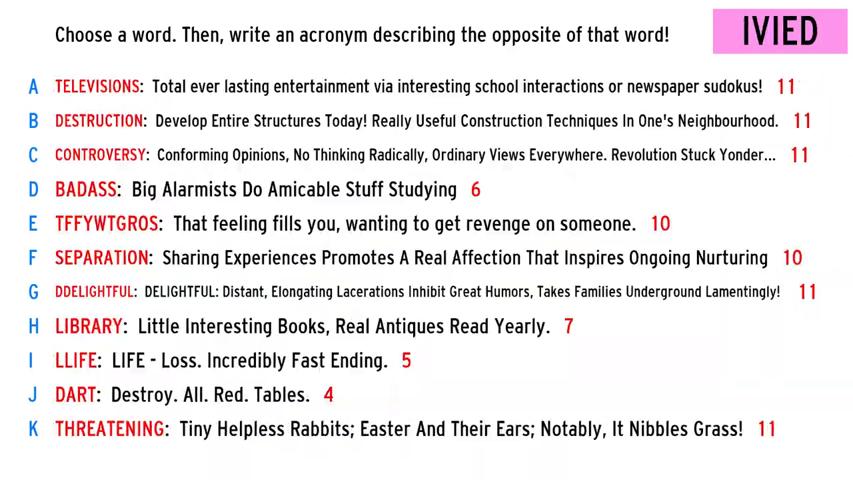 Choose a word. Then, write an acronym describing the opposite of that word!
IVIED
A TELEVISIONS: Total ever lasting entertainment via interesting school interactions or newspaper sudokus! 11
B DESTRUCTION: Develop Entire Structures Today! Really Useful Construction Techniques In One's Neighbourhood. 11
C CONTROVERSY: Conforming Opinions, No Thinking Radically, Ordinary Views Everywhere. Revolution Stuck Yonder... 11
D BADASS: Big Alarmists Do Amicable Stuff Studying 6
E TFFYWTGROS: That feeling fills you, wanting to get revenge on someone. 10
F SEPARATION: Sharing Experiences Promotes A Real Affection That Inspires Ongoing Nurturing 10
G DDELIGHTFUL: DELIGHTFUL: Distant, Elongating Lacerations Inhibit Great Humors, Takes Families Underground Lamentingly! 11
H LIBRARY: Little Interesting Books, Real Antiques Read Yearly. 7
I LLIFE: LIFE - Loss. Incredibly Fast Ending. 5
J DART: Destroy. All. Red. Tables. 4
K THREATENING: Tiny Helpless Rabbits; Easter And Their Ears; Notably, It Nibbles Grass! 11